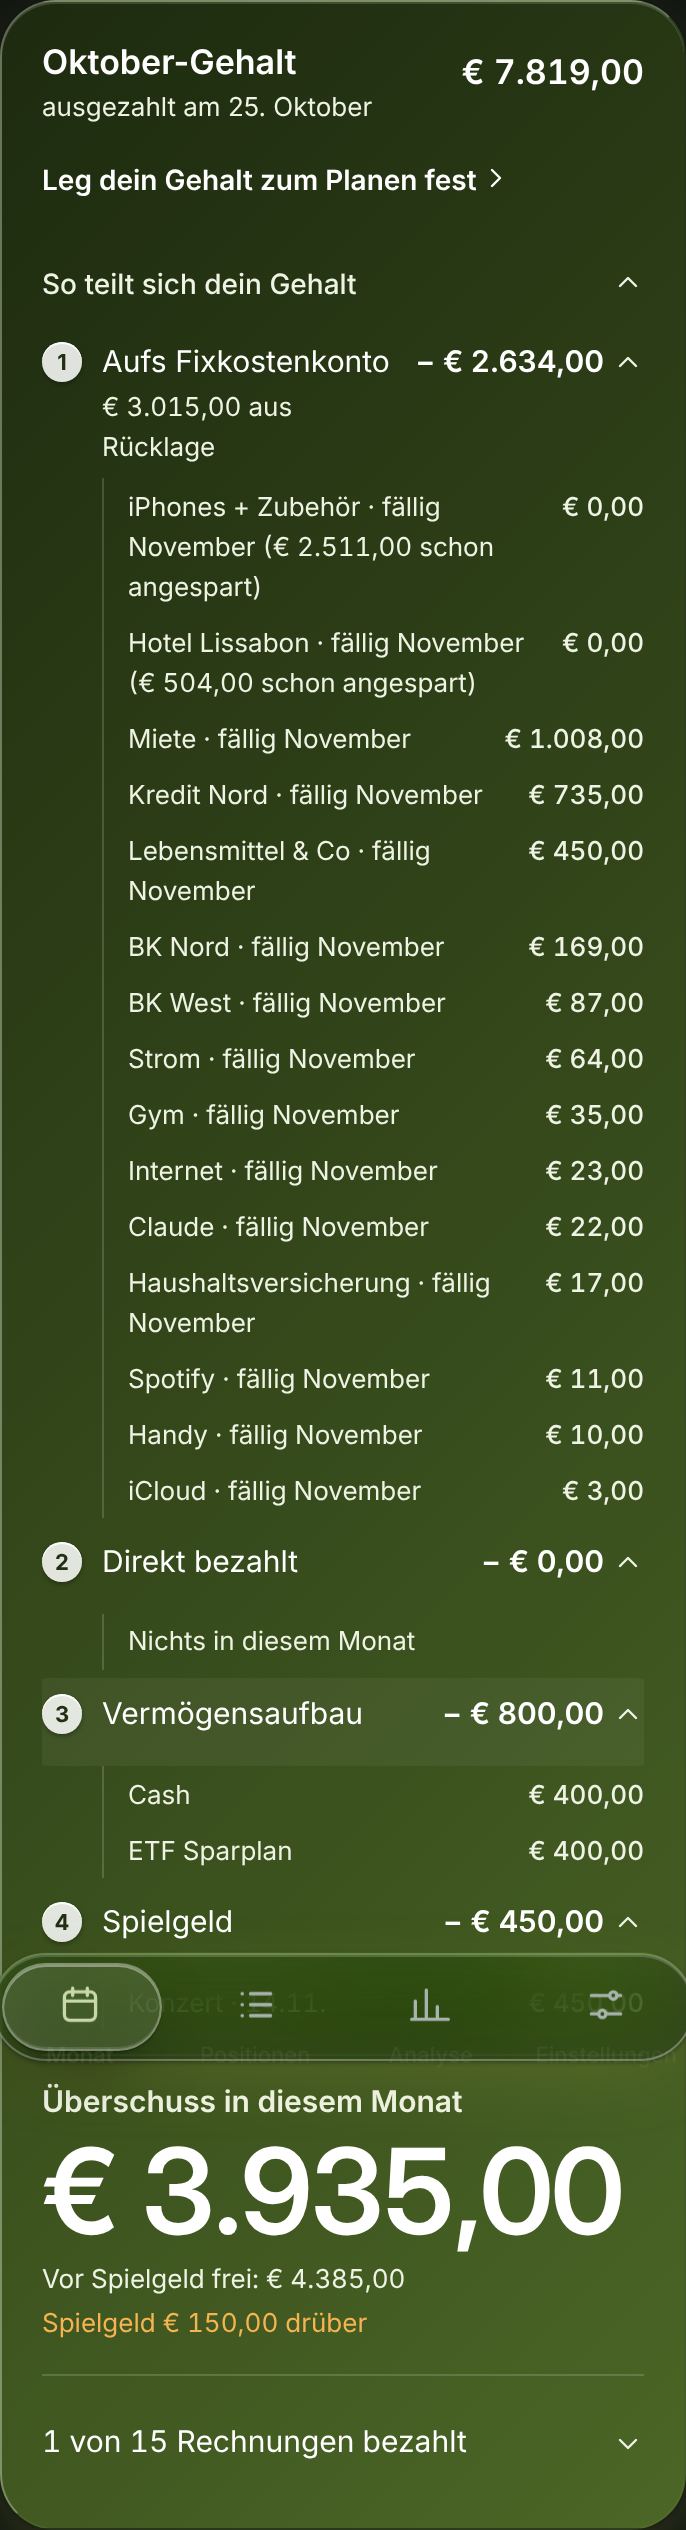 Oktober-Gehalt
€ 7.819,00
ausgezahlt am 25. Oktober
Leg dein Gehalt zum Planen fest
So teilt sich dein Gehalt
1 Aufs Fixkostenkonto – € 2.634,00
€ 3.015,00 aus
Rücklage
iPhones + Zubehör · fällig € 0,00
November (€ 2.511,00 schon
angespart)
Hotel Lissabon · fällig November € 0,00
(€ 504,00 schon angespart)
Miete · fällig November € 1.008,00
Kredit Nord · fällig November € 735,00
Lebensmittel & Co · fällig € 450,00
November
BK Nord · fällig November € 169,00
BK West · fällig November € 87,00
Strom · fällig November € 64,00
Gym · fällig November € 35,00
Internet · fällig November € 23,00
Claude · fällig November € 22,00
Haushaltsversicherung · fällig € 17,00
November
Spotify · fällig November € 11,00
Handy · fällig November € 10,00
iCloud · fällig November € 3,00
2 Direkt bezahlt – € 0,00
Nichts in diesem Monat
3 Vermögensaufbau – € 800,00
Cash € 400,00
ETF Sparplan € 400,00
4 Spielgeld – € 450,00
Konzert · .11.
Monat Positionen Analyse Einstellungen
Überschuss in diesem Monat
€ 3.935,00
Vor Spielgeld frei: € 4.385,00
Spielgeld € 150,00 drüber
1 von 15 Rechnungen bezahlt